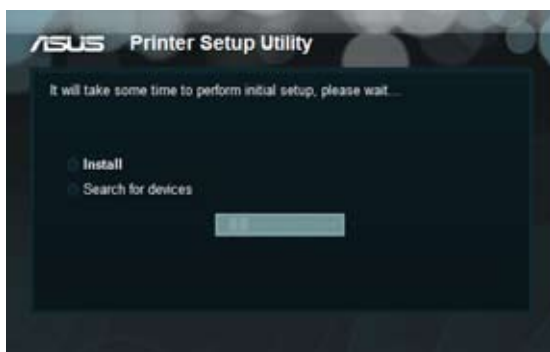 ASUS Printer Setup Utility
It will take some time to perform initial setup, please wait....
Install
Search for devices